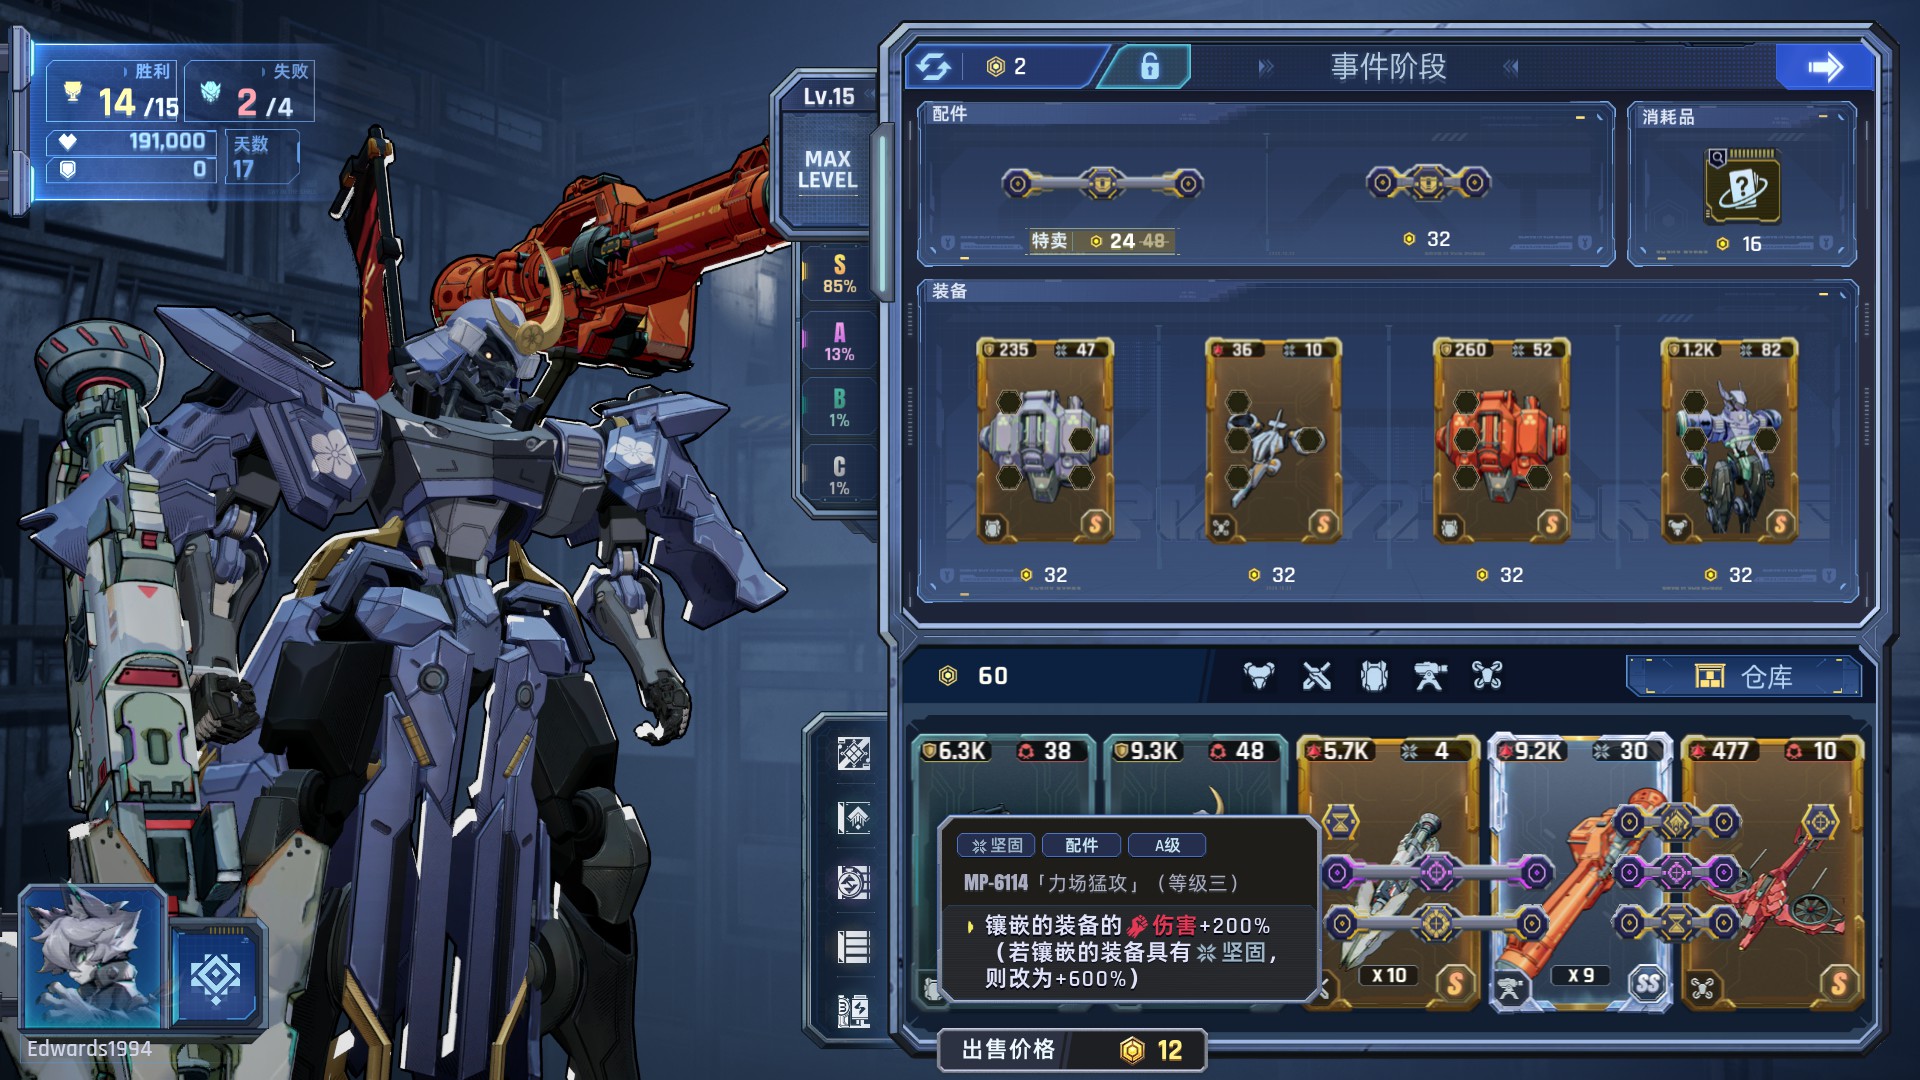 胜利
14/15
失败
2/4
191,000
0
天数
17
Lv.15
MAX
LEVEL
S
85%
A
13%
B
1%
C
1%
2
事件阶段
配件
特卖 24 48
32
消耗品
16
装备
235 47
S
32
36 10
S
32
260 52
S
32
1.2K 82
S
32
60
仓库
6.3K 38
9.3K 48
5.7K 4
x10
S
9.2K 30
x9
SS
477 10
S
坚固 配件 A级
MP-6114「力场猛攻」（等级三）
镶嵌的装备的伤害+200%
（若镶嵌的装备具有坚固，
则改为+600%）
出售价格 12
Edwards1994